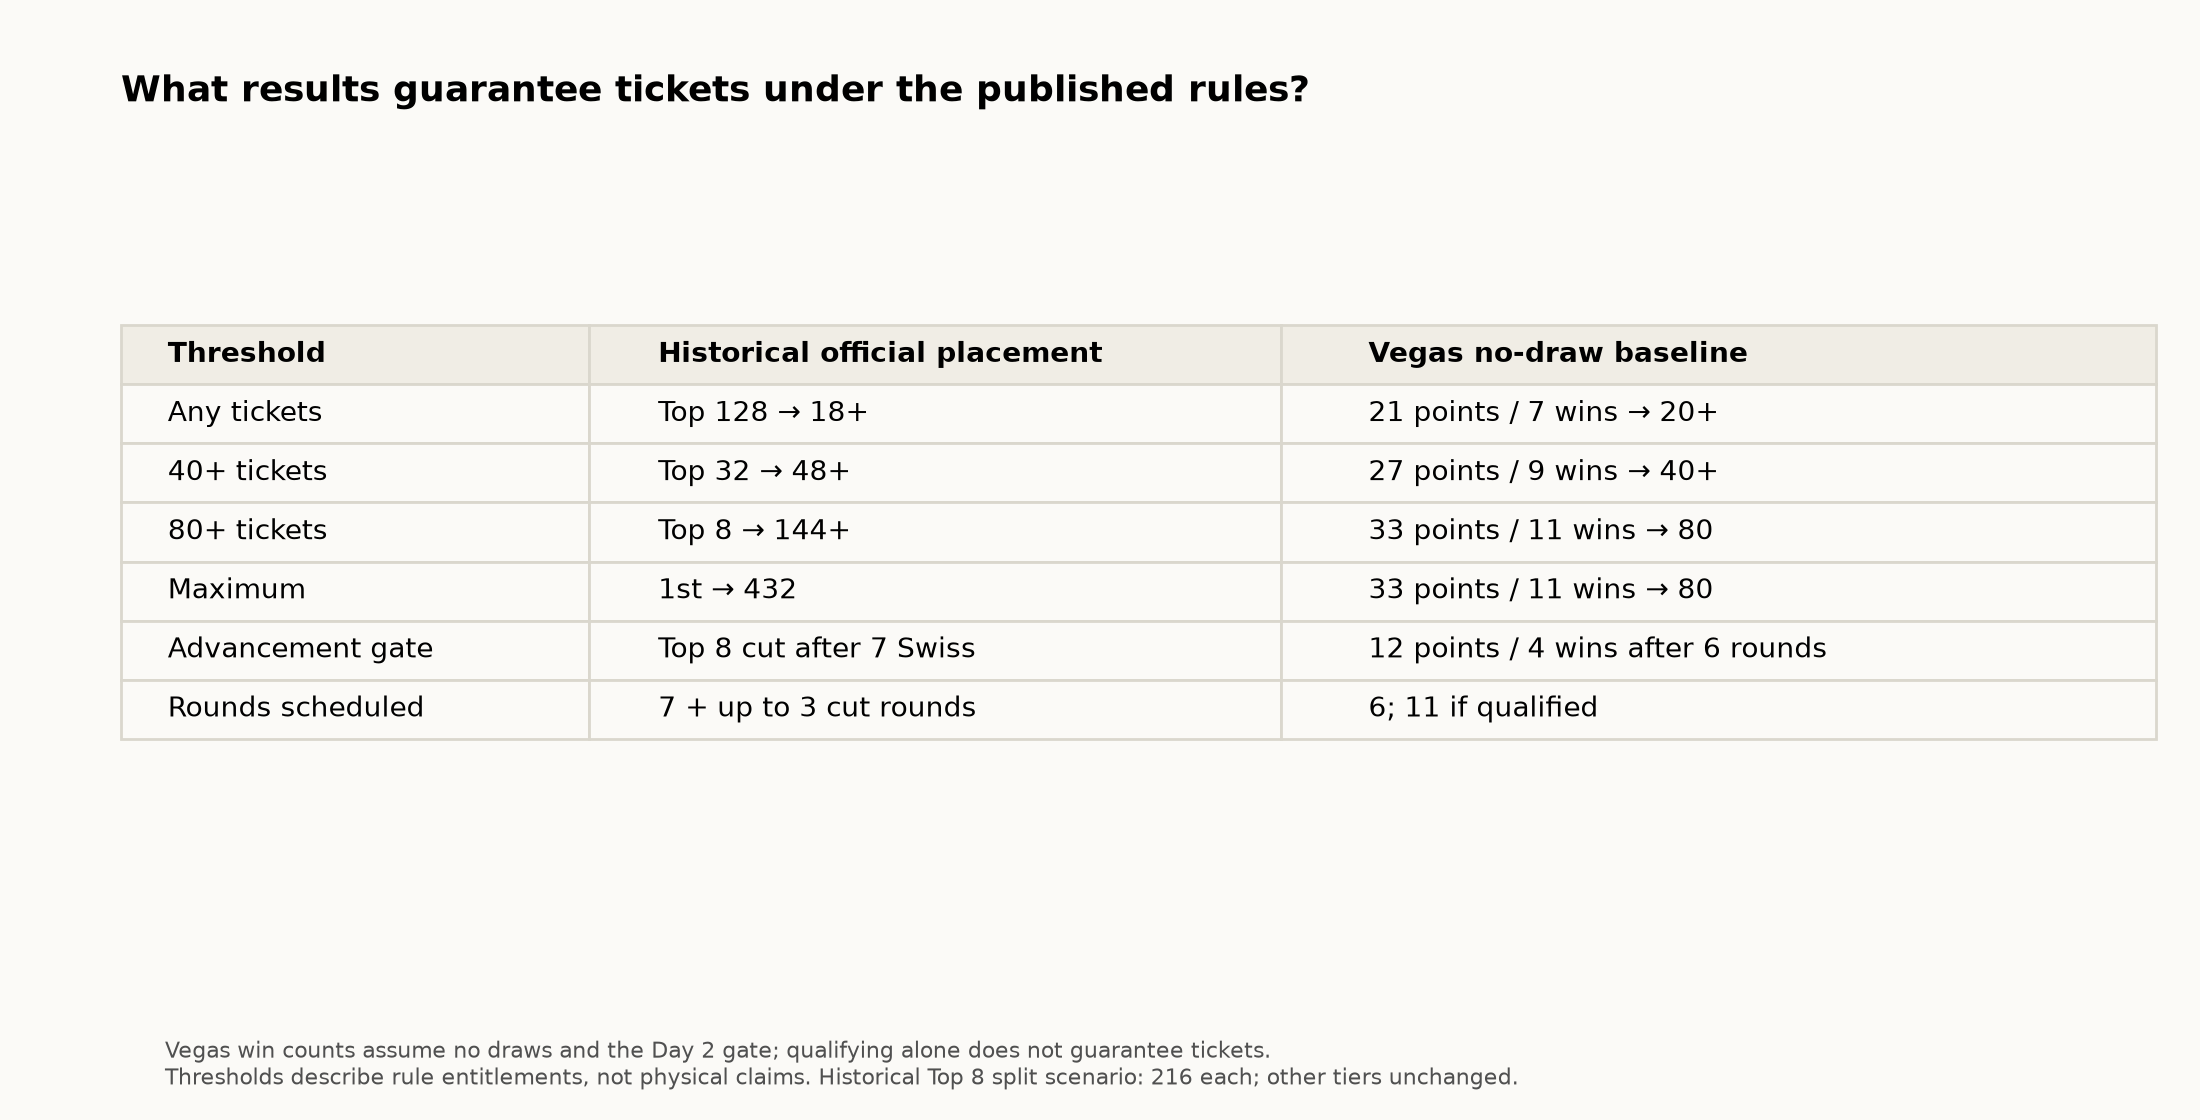 What results guarantee tickets under the published rules?
Threshold Historical official placement Vegas no-draw baseline
Any tickets Top 128 → 18+ 21 points / 7 wins → 20+
40+ tickets Top 32 → 48+ 27 points / 9 wins → 40+
80+ tickets Top 8 → 144+ 33 points / 11 wins → 80
Maximum 1st → 432 33 points / 11 wins → 80
Advancement gate Top 8 cut after 7 Swiss 12 points / 4 wins after 6 rounds
Rounds scheduled 7 + up to 3 cut rounds 6; 11 if qualified
Vegas win counts assume no draws and the Day 2 gate; qualifying alone does not guarantee tickets.
Thresholds describe rule entitlements, not physical claims. Historical Top 8 split scenario: 216 each; other tiers unchanged.